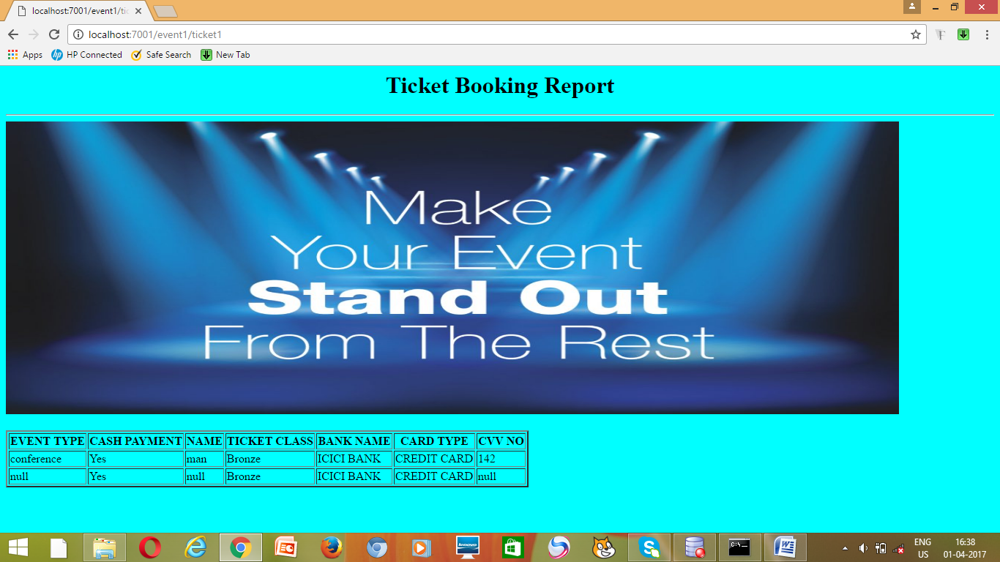 localhost:7001/event1/tic
localhost:7001/event1/ticket1
Apps HP Connected Safe Search New Tab
Ticket Booking Report
Make
Your Event
Stand Out
From The Rest
EVENT TYPE CASH PAYMENT NAME TICKET CLASS BANK NAME CARD TYPE CVV NO
conference Yes man Bronze ICICI BANK CREDIT CARD 142
null Yes null Bronze ICICI BANK CREDIT CARD null
ENG 16:38
US 01-04-2017